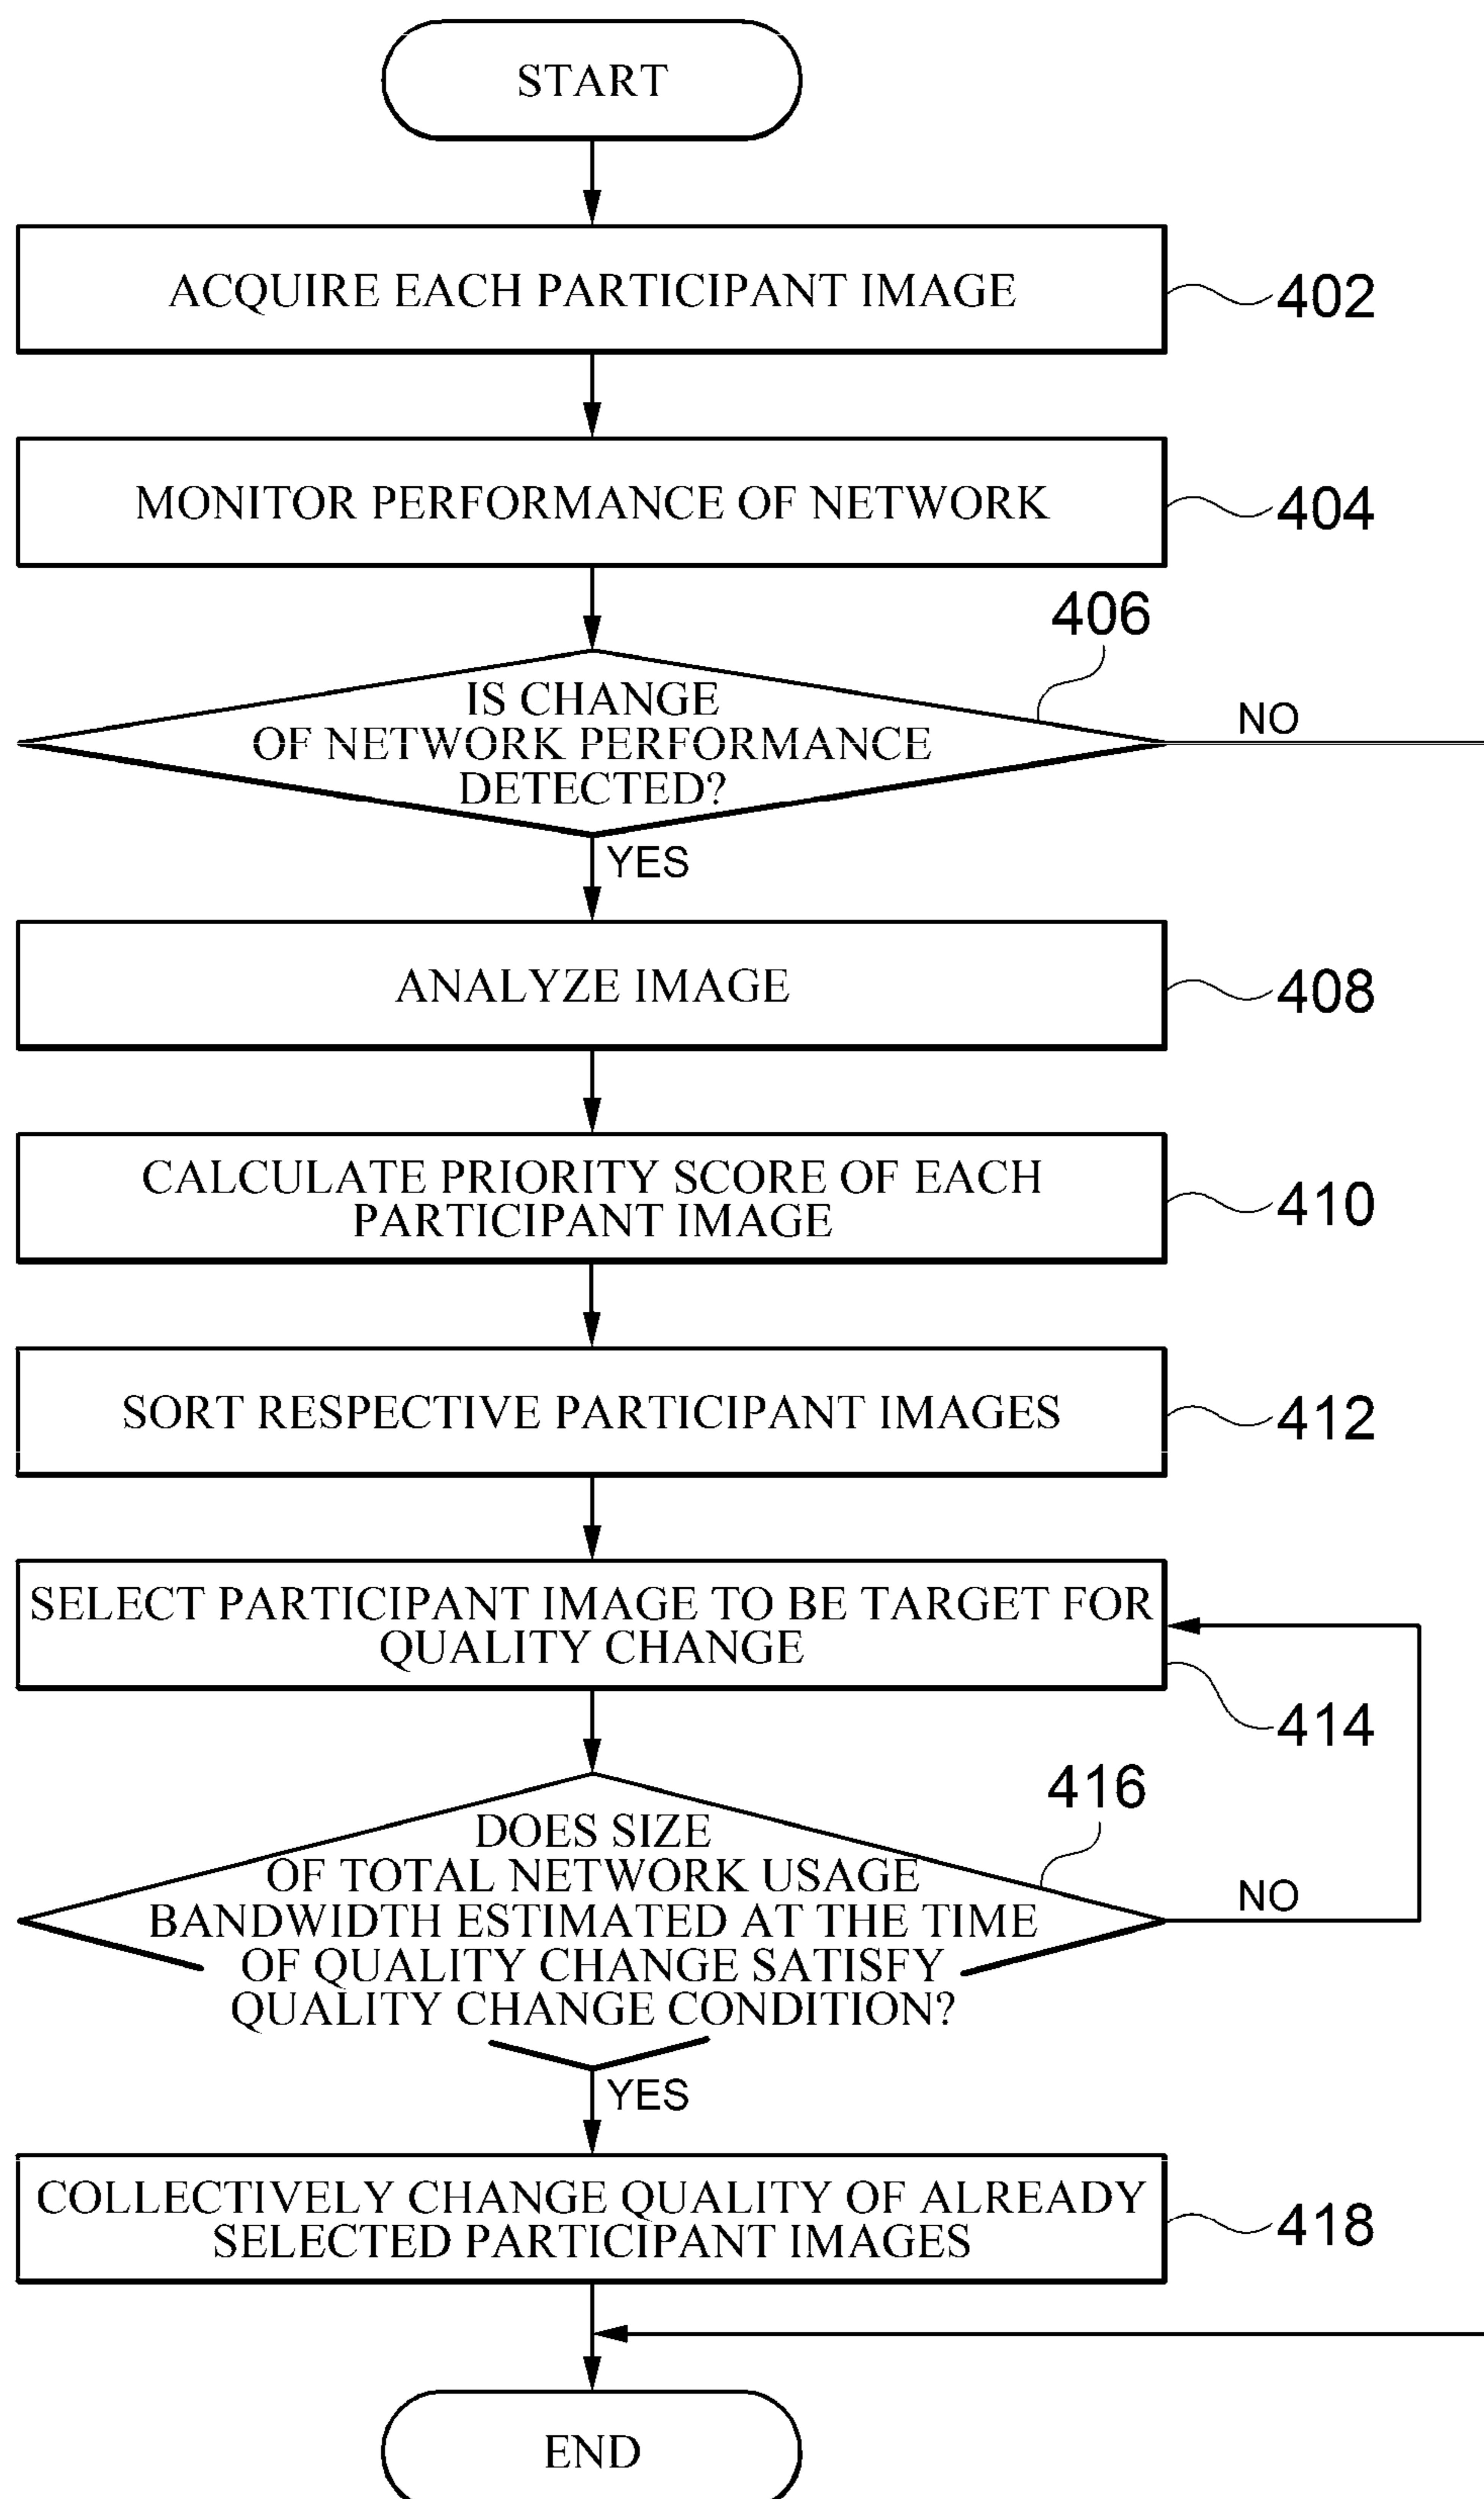 START
ACQUIRE EACH PARTICIPANT IMAGE
402
MONITOR PERFORMANCE OF NETWORK
404
406
IS CHANGE
OF NETWORK PERFORMANCE
DETECTED?
NO
YES
ANALYZE IMAGE
408
CALCULATE PRIORITY SCORE OF EACH
PARTICIPANT IMAGE
410
SORT RESPECTIVE PARTICIPANT IMAGES
412
SELECT PARTICIPANT IMAGE TO BE TARGET FOR
QUALITY CHANGE
414
416
DOES SIZE
OF TOTAL NETWORK USAGE
BANDWIDTH ESTIMATED AT THE TIME
OF QUALITY CHANGE SATISFY
QUALITY CHANGE CONDITION?
NO
YES
COLLECTIVELY CHANGE QUALITY OF ALREADY
SELECTED PARTICIPANT IMAGES
418
END